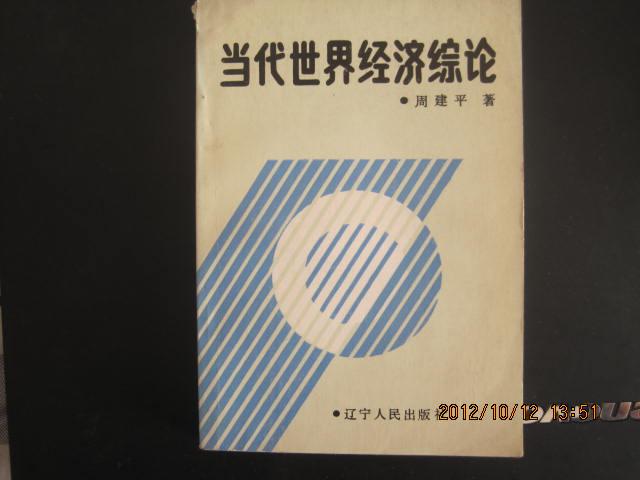 当代世界经济综论
•周建平 著
•辽宁人民出版社
2012/10/12 13:51